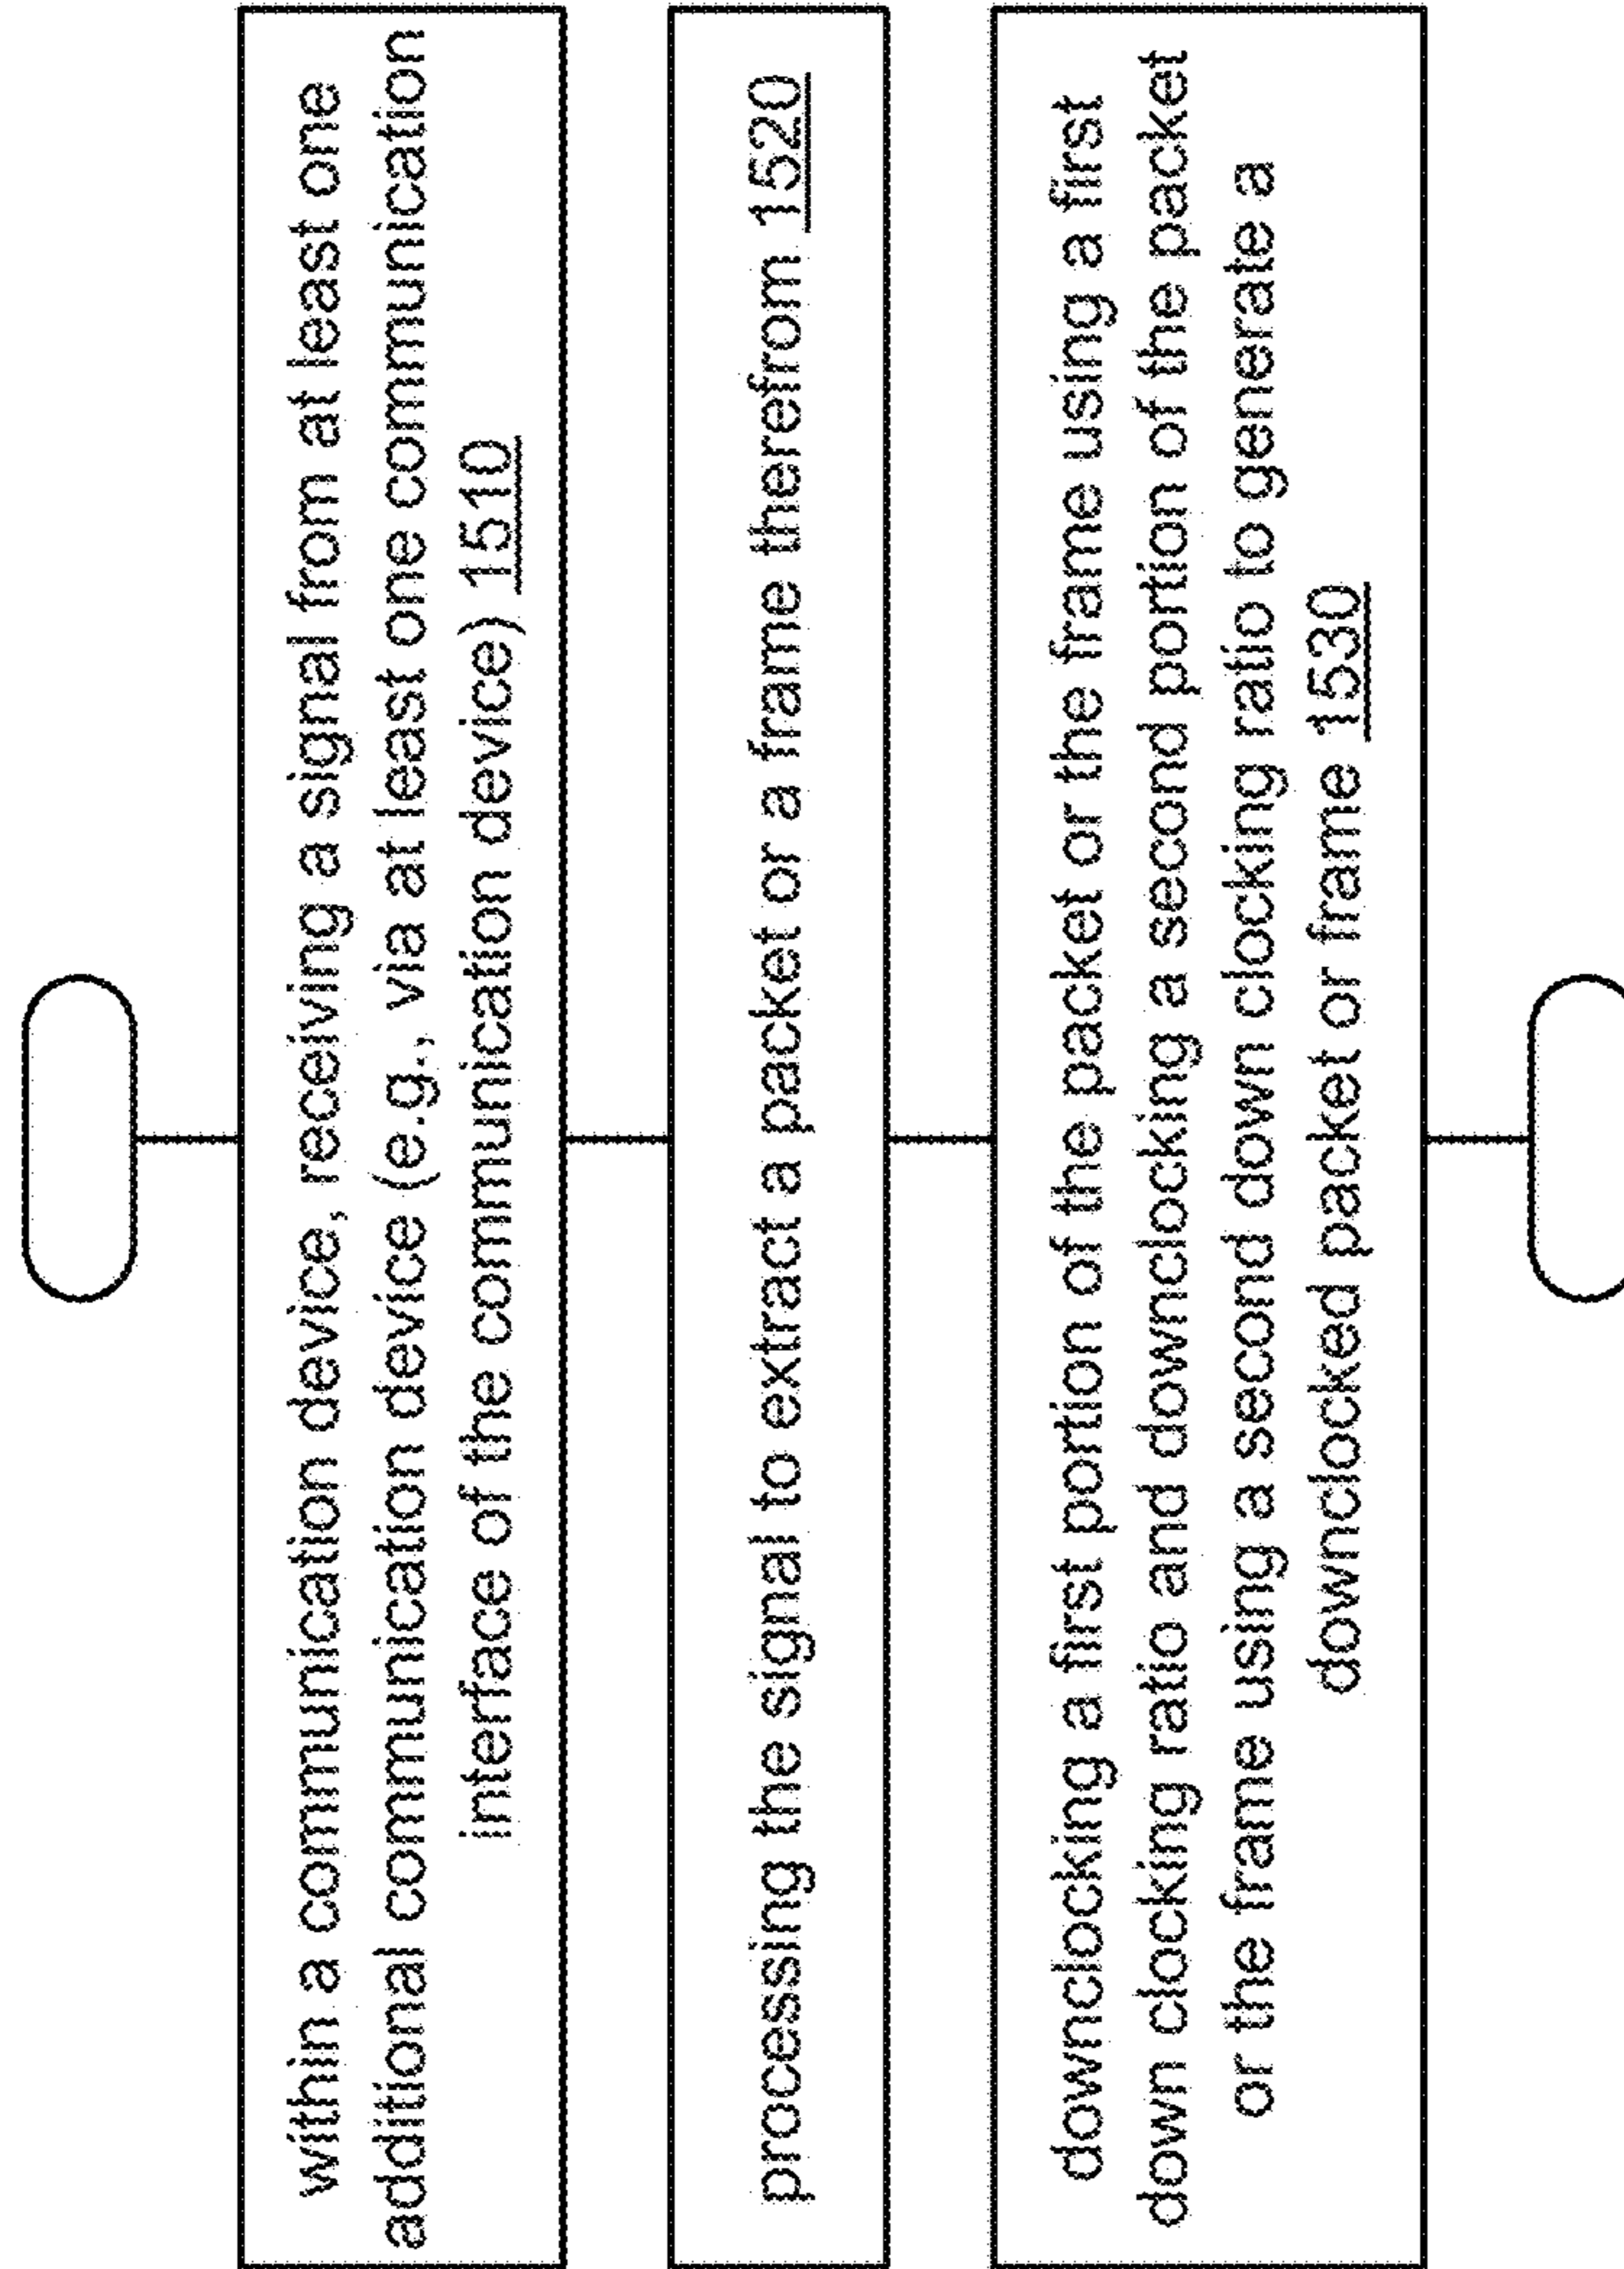 within a communication device, receiving a signal from at least one
additional communication device (e.g., via at least one communication
interface of the communication device) 1510
processing the signal to extract a packet or a frame therefrom 1520
downclocking a first portion of the packet or the frame using a first
down clocking ratio and downclocking a second portion of the packet
or the frame using a second down clocking ratio to generate a
downclocked packet or frame 1530